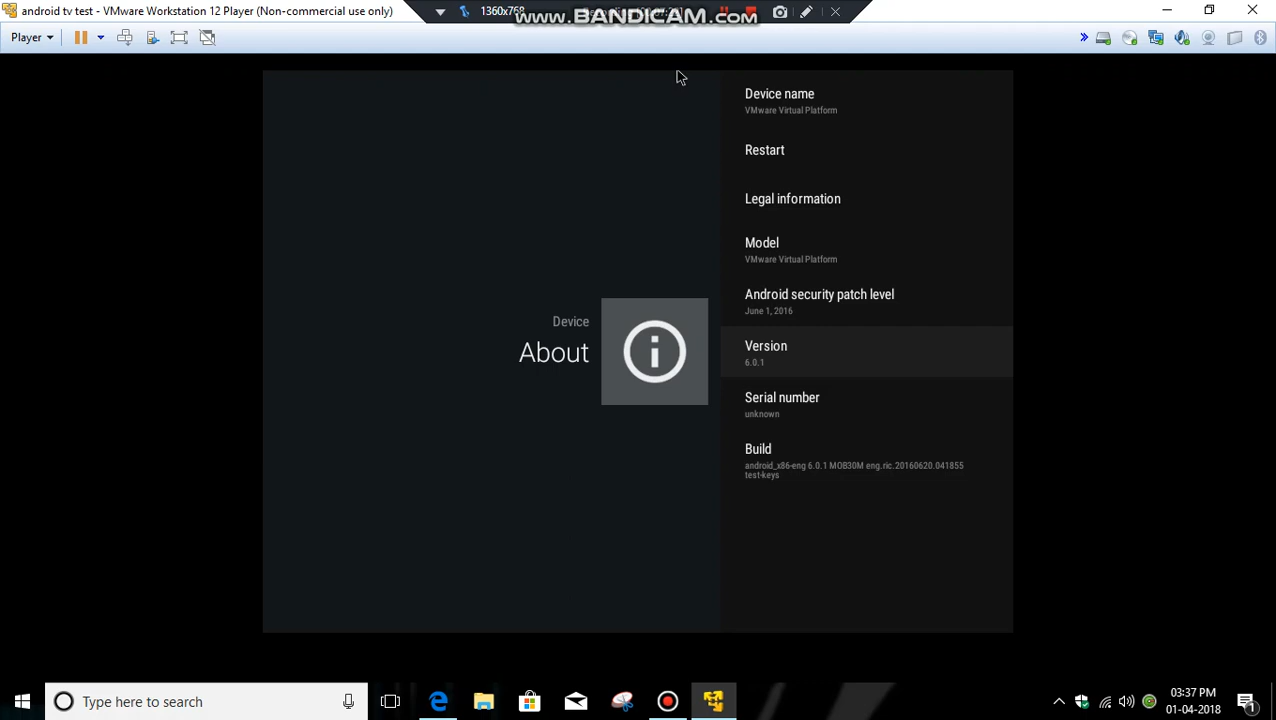 android tv test - VMware Workstation 12 Player (Non-commercial use only)
1360x768
www.BANDICAM.com
Player
Device name
VMware Virtual Platform
Restart
Legal information
Model
VMware Virtual Platform
Android security patch level
June 1, 2016
Device
About
Version
6.0.1
Serial number
unknown
Build
android_x86-eng 6.0.1 MOB30M eng.ric.20160620.041855
test-keys
Type here to search
03:37 PM
01-04-2018
1